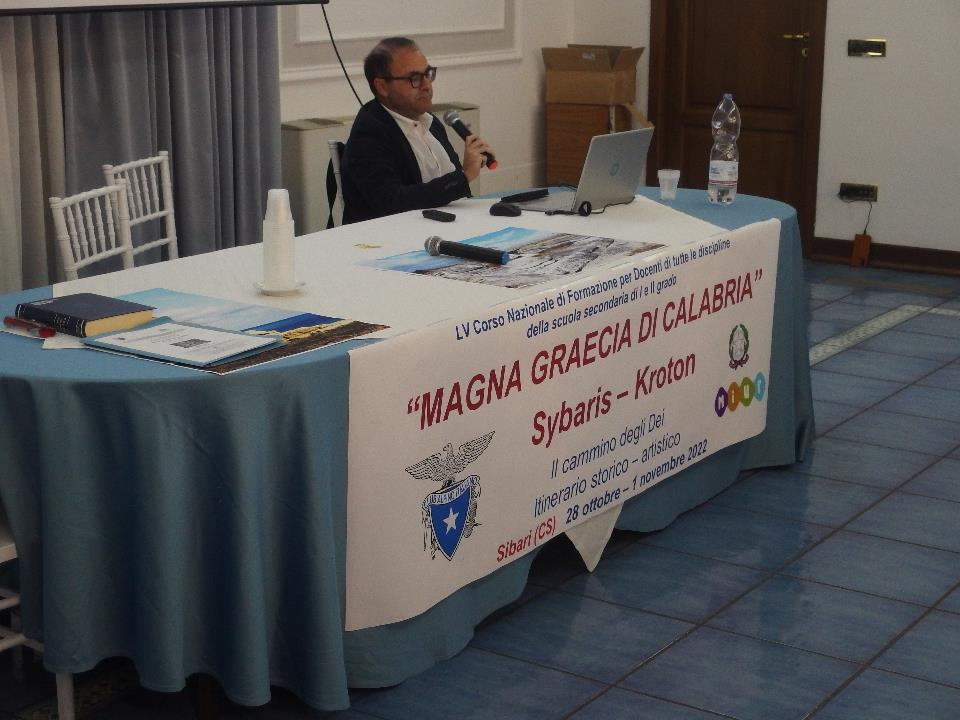 LV Corso Nazionale di Formazione per Docenti di tutte le discipline
della scuola secondaria di I e II grado
“MAGNA GRAECIA DI CALABRIA”
Sybaris – Kroton
Il cammino degli Dei
Itinerario storico – artistico
28 ottobre – 1 novembre 2022
Sibari (CS)